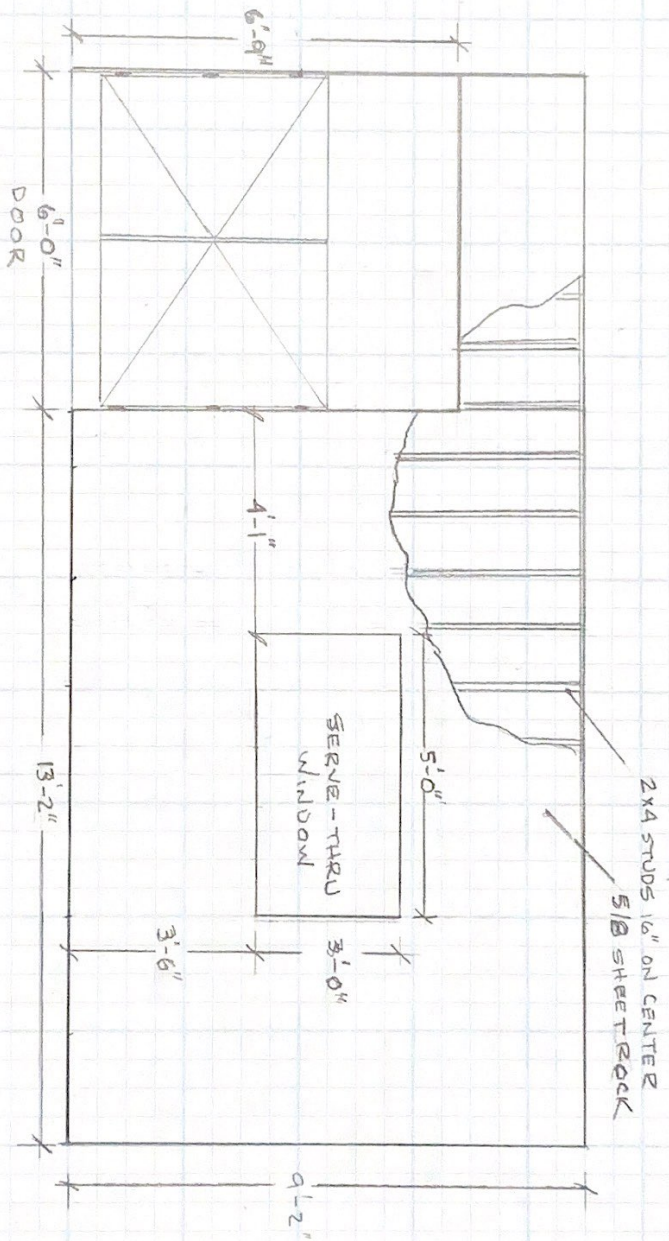 2X4 STUDS 16" ON CENTER
5/8 SHEETROCK
6'-9"
9'-2"
5'-0"
SERVE-THRU
WINDOW
3'-0"
4'-1"
3'-6"
6'-0"
DOOR
13'-2"